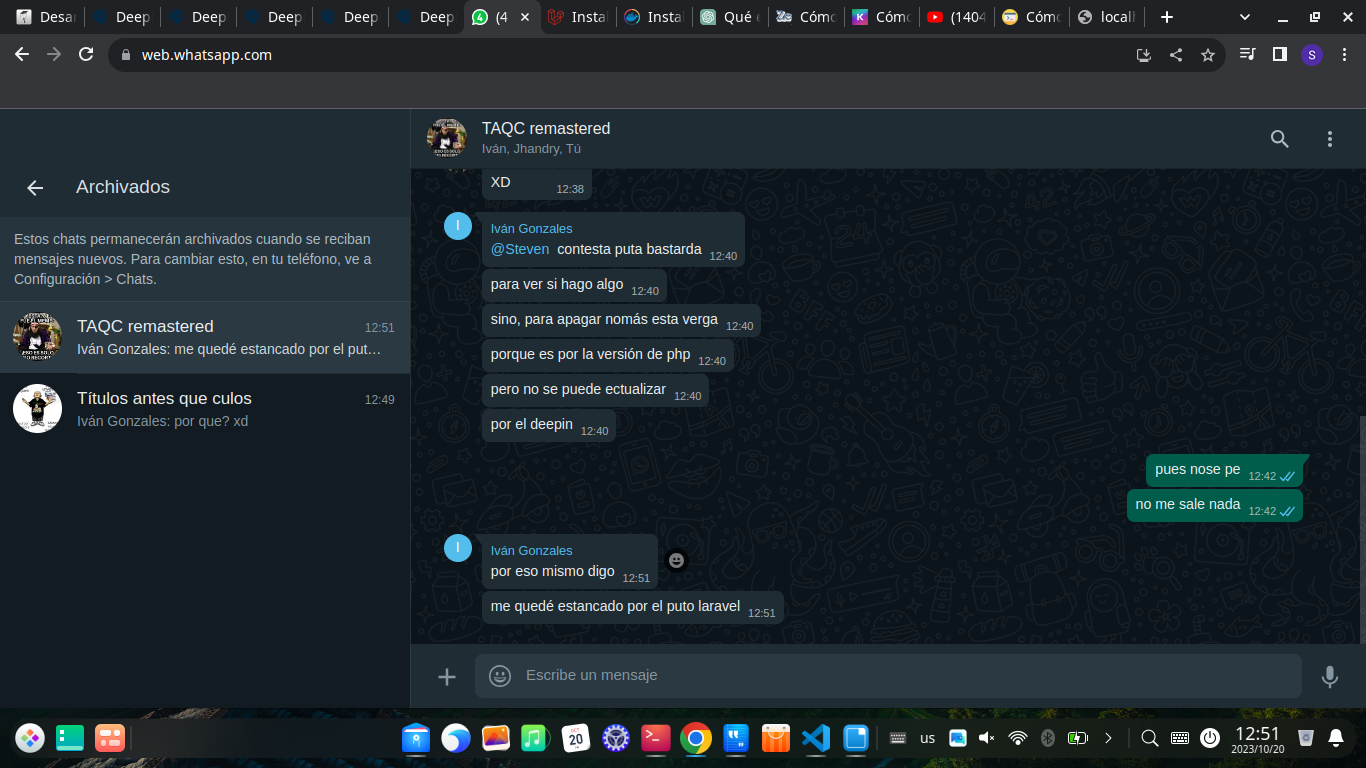 Desar
Deep
Deep
Deep
Deep
Deep
(4
Instal
Instal
Qué e
Cómo
Cómo
(1404
Cómo
locall
web.whatsapp.com
S
Archivados
Estos chats permanecerán archivados cuando se reciban
mensajes nuevos. Para cambiar esto, en tu teléfono, ve a
Configuración > Chats.
TAQC remastered 12:51
Iván Gonzales: me quedé estancado por el put…
Títulos antes que culos 12:49
Iván Gonzales: por que? xd
TAQC remastered
Iván, Jhandry, Tú
XD 12:38
I
Iván Gonzales
@Steven contesta puta bastarda 12:40
para ver si hago algo 12:40
sino, para apagar nomás esta verga 12:40
porque es por la versión de php 12:40
pero no se puede ectualizar 12:40
por el deepin 12:40
pues nose pe 12:42
no me sale nada 12:42
I
Iván Gonzales
por eso mismo digo 12:51
me quedé estancado por el puto laravel 12:51
Escribe un mensaje
20
us
12:51
2023/10/20